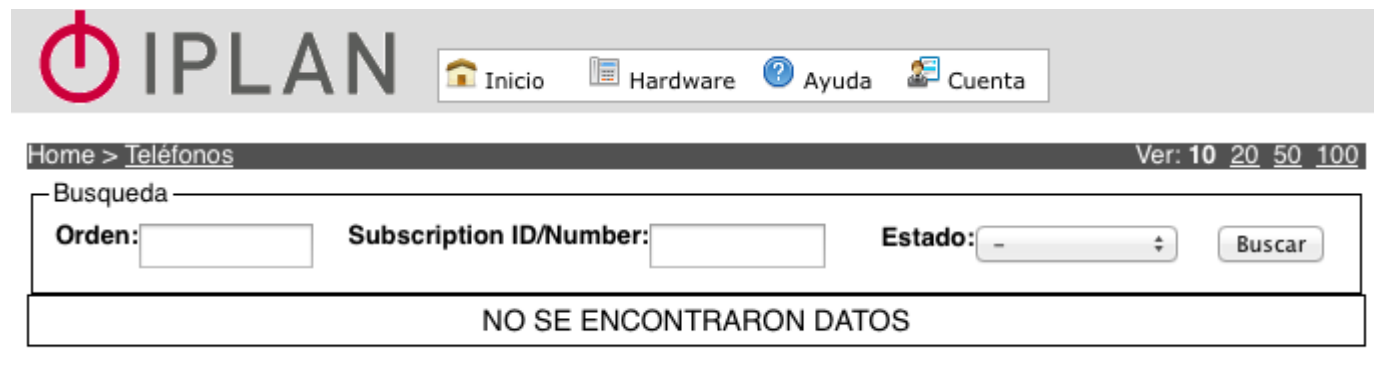 IPLAN
Inicio Hardware Ayuda Cuenta
Home > Teléfonos Ver: 10 20 50 100
Busqueda
Orden: Subscription ID/Number: Estado: - Buscar
NO SE ENCONTRARON DATOS